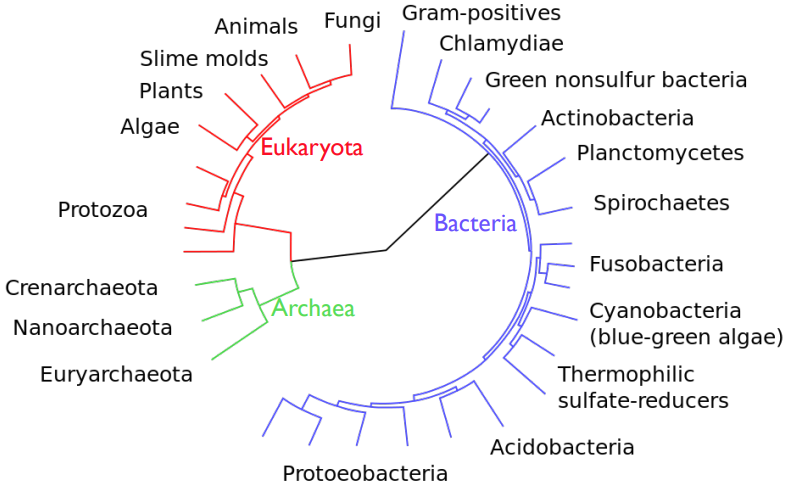 Fungi
Gram-positives
Animals
Chlamydiae
Slime molds
Green nonsulfur bacteria
Plants
Actinobacteria
Algae
Eukaryota
Planctomycetes
Protozoa
Spirochaetes
Bacteria
Fusobacteria
Crenarchaeota
Archaea
Cyanobacteria
(blue-green algae)
Nanoarchaeota
Euryarchaeota
Thermophilic
sulfate-reducers
Acidobacteria
Protoeobacteria